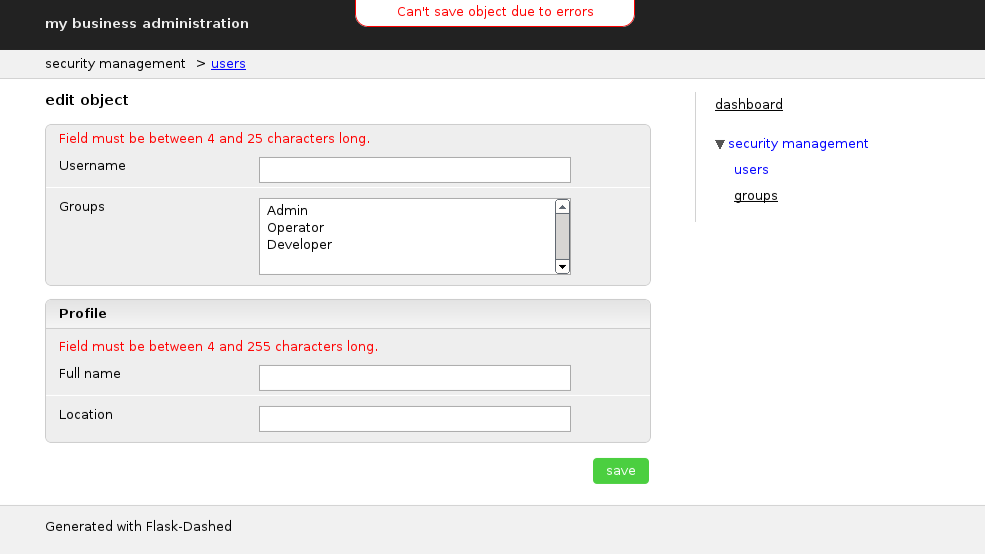 Can't save object due to errors
my business administration
security management > users
edit object
Field must be between 4 and 25 characters long.
Username
Groups
Admin
Operator
Developer
Profile
Field must be between 4 and 255 characters long.
Full name
Location
save
dashboard
security management
users
groups
Generated with Flask-Dashed